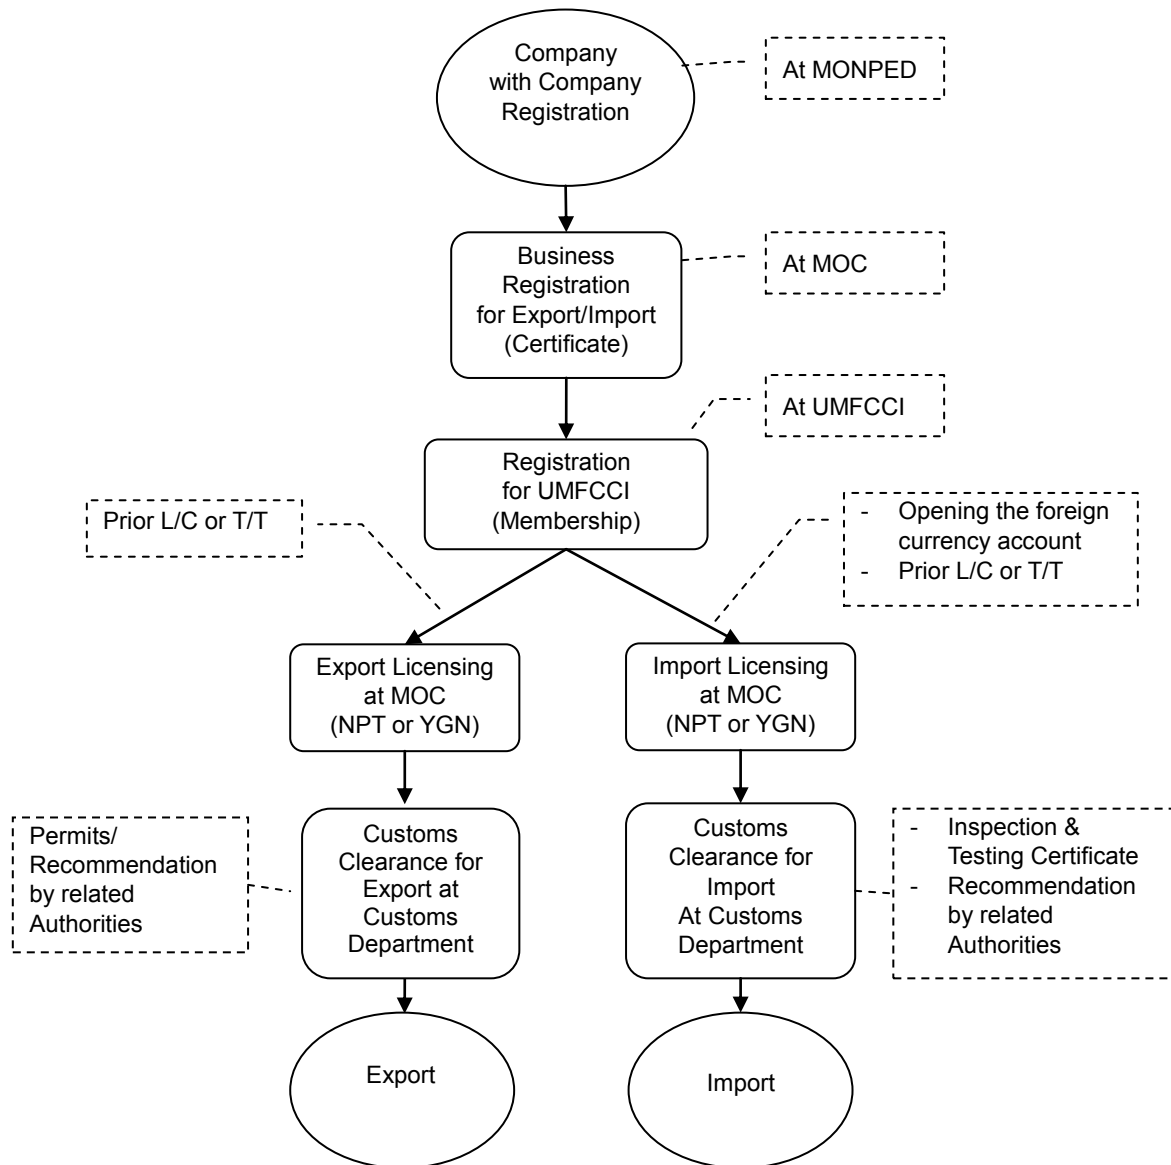 Company
with Company
Registration
At MONPED
Business
Registration
for Export/Import
(Certificate)
At MOC
At UMFCCI
Registration
for UMFCCI
(Membership)
Prior L/C or T/T
- Opening the foreign
currency account
- Prior L/C or T/T
Export Licensing
at MOC
(NPT or YGN)
Import Licensing
at MOC
(NPT or YGN)
Permits/
Recommendation
by related
Authorities
Customs
Clearance for
Export at
Customs
Department
Customs
Clearance for
Import
At Customs
Department
- Inspection &
Testing Certificate
- Recommendation
by related
Authorities
Export
Import